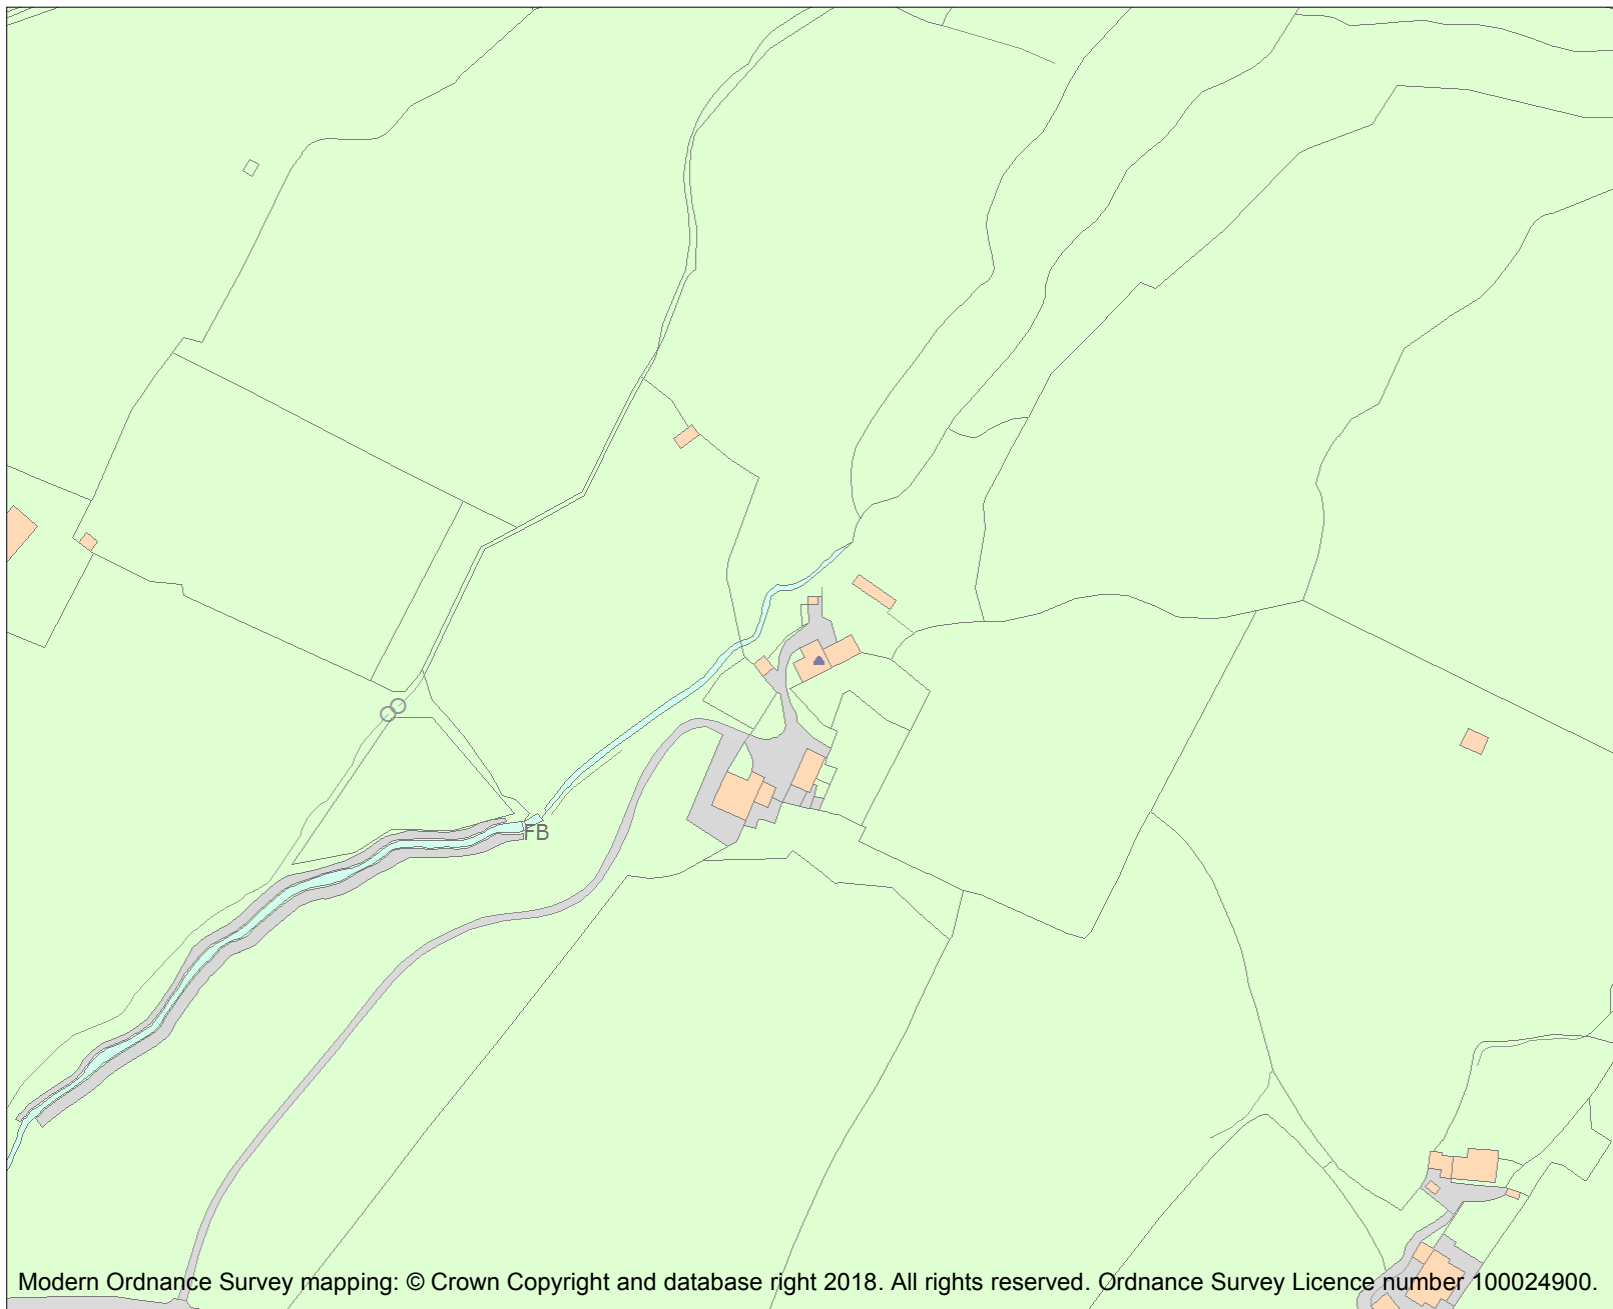 FB
Modern Ordnance Survey mapping: © Crown Copyright and database right 2018. All rights reserved. Ordnance Survey Licence number 100024900.